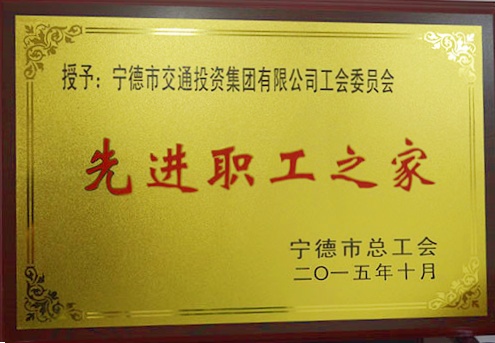 授予：宁德市交通投资集团有限公司工会委员会
先进职工之家
宁德市总工会
二〇一五年十月